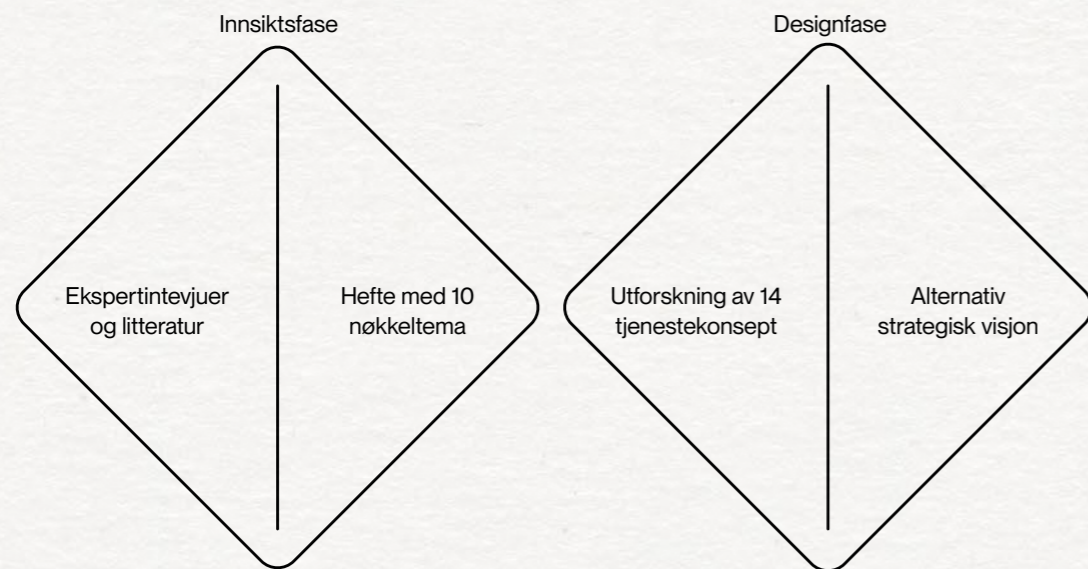 Innsiktsfase
Ekspertintevjuer
og litteratur
Hefte med 10
nøkkeltema
Designfase
Utforskning av 14
tjenestekonsept
Alternativ
strategisk visjon